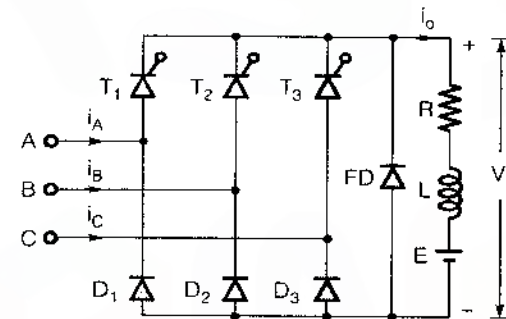 i₀ +
T₁ T₂ T₃ R
A i_A
B i_B FD L V
C i_C E
D₁ D₂ D₃ -